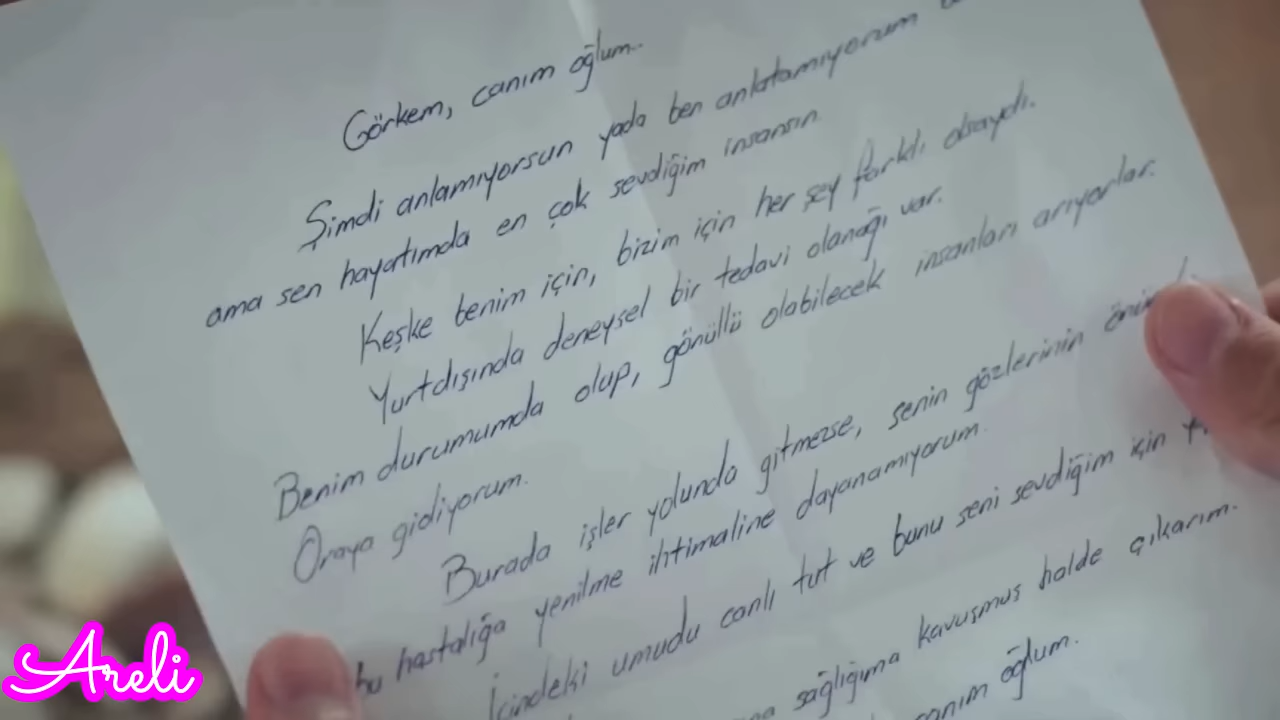 Görkem, canım oğlum..
Şimdi anlamıyorsun yada ben anlatamıyorum
ama sen hayatımda en çok sevdiğim insansın
Keşke benim için, bizim için her şey farklı olsaydı.
Yurtdışında deneysel bir tedavi olanağı var.
Benim durumumda olup, gönüllü olabilecek insanları arıyorlar.
Oraya gidiyorum.
Burada işler yolunda gitmezse, senin gözlerinin
bu hastalığa yenilme ihtimaline dayanamıyorum.
İçindeki umudu canlı tut ve bunu seni sevdiğim için
sağlığıma kavuşmuş halde çıkarım.
canım oğlum.
Areli